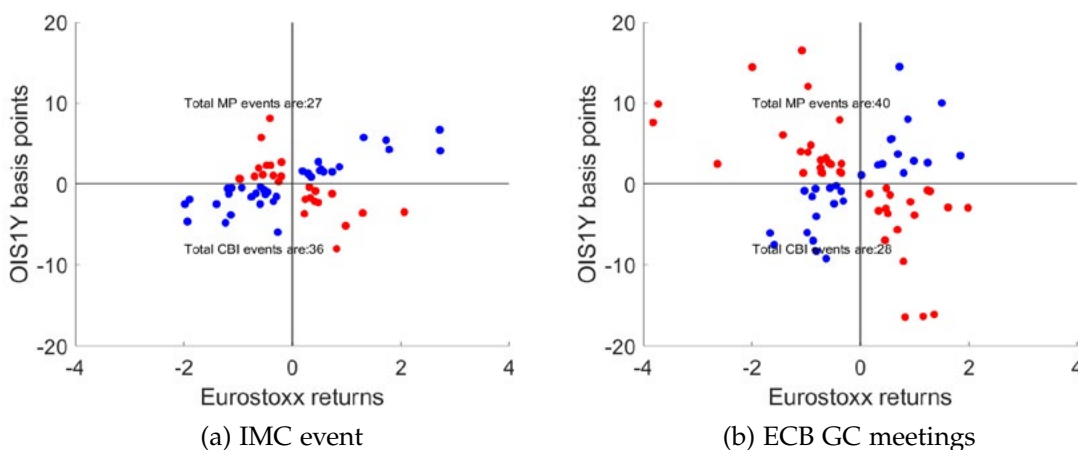 20
10
0
-10
-20
-4
-2
0
2
4
OIS1Y basis points
Eurostoxx returns
Total MP events are:27
Total CBI events are:36
(a) IMC event
20
10
0
-10
-20
-4
-2
0
2
4
OIS1Y basis points
Eurostoxx returns
Total MP events are:40
Total CBI events are:28
(b) ECB GC meetings